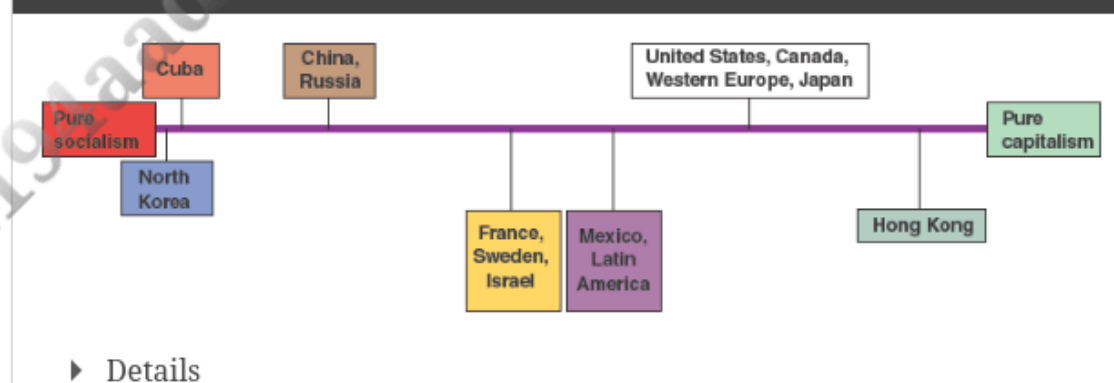 Cuba
China,
Russia
United States, Canada,
Western Europe, Japan
Pure
socialism
Pure
capitalism
North
Korea
France,
Sweden,
Israel
Mexico,
Latin
America
Hong Kong
Details